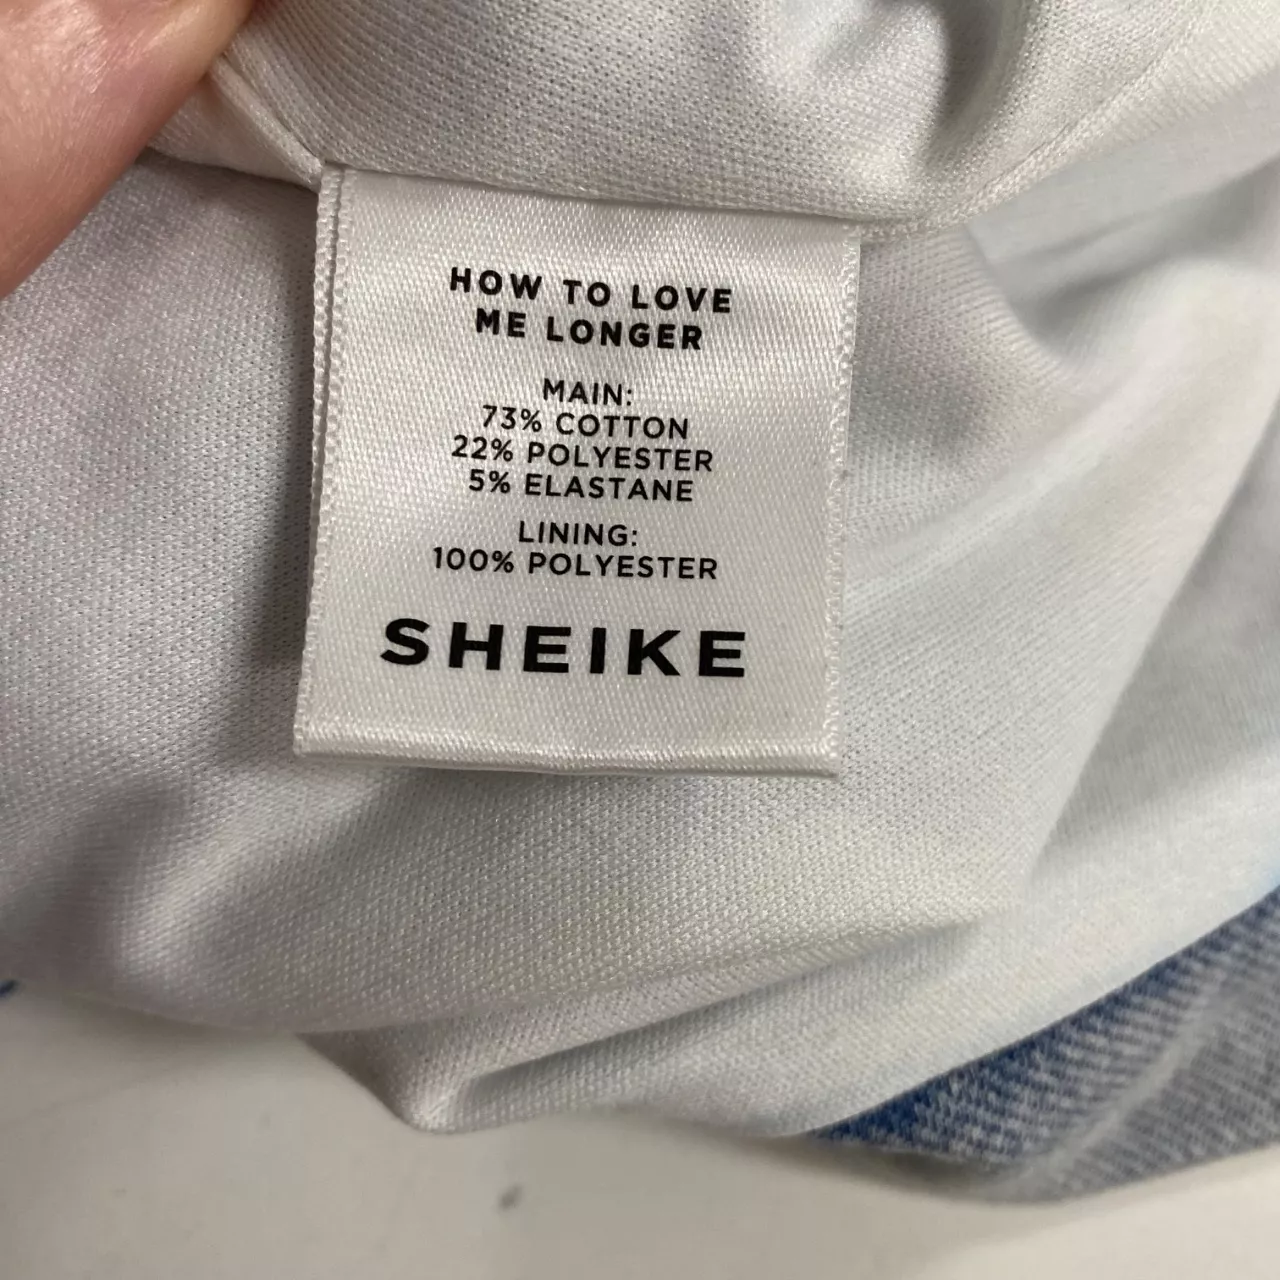 HOW TO LOVE
ME LONGER
MAIN:
73% COTTON
22% POLYESTER
5% ELASTANE
LINING:
100% POLYESTER
SHEIKE